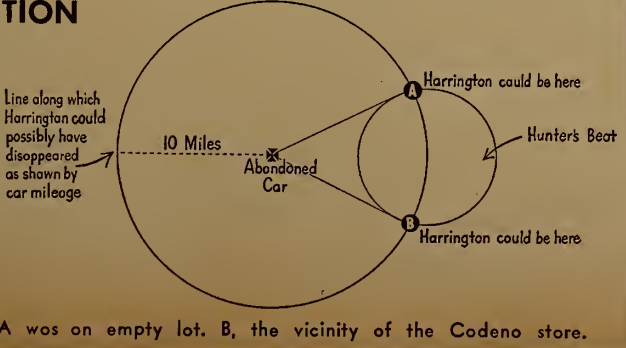 TION
Harrington could be here
A
Line along which
Harrington could
possibly have
disappeared
as shown by
car mileage
10 Miles
Abandoned
Car
Hunter's Beat
B
Harrington could be here
A was on empty lot. B, the vicinity of the Codeno store.